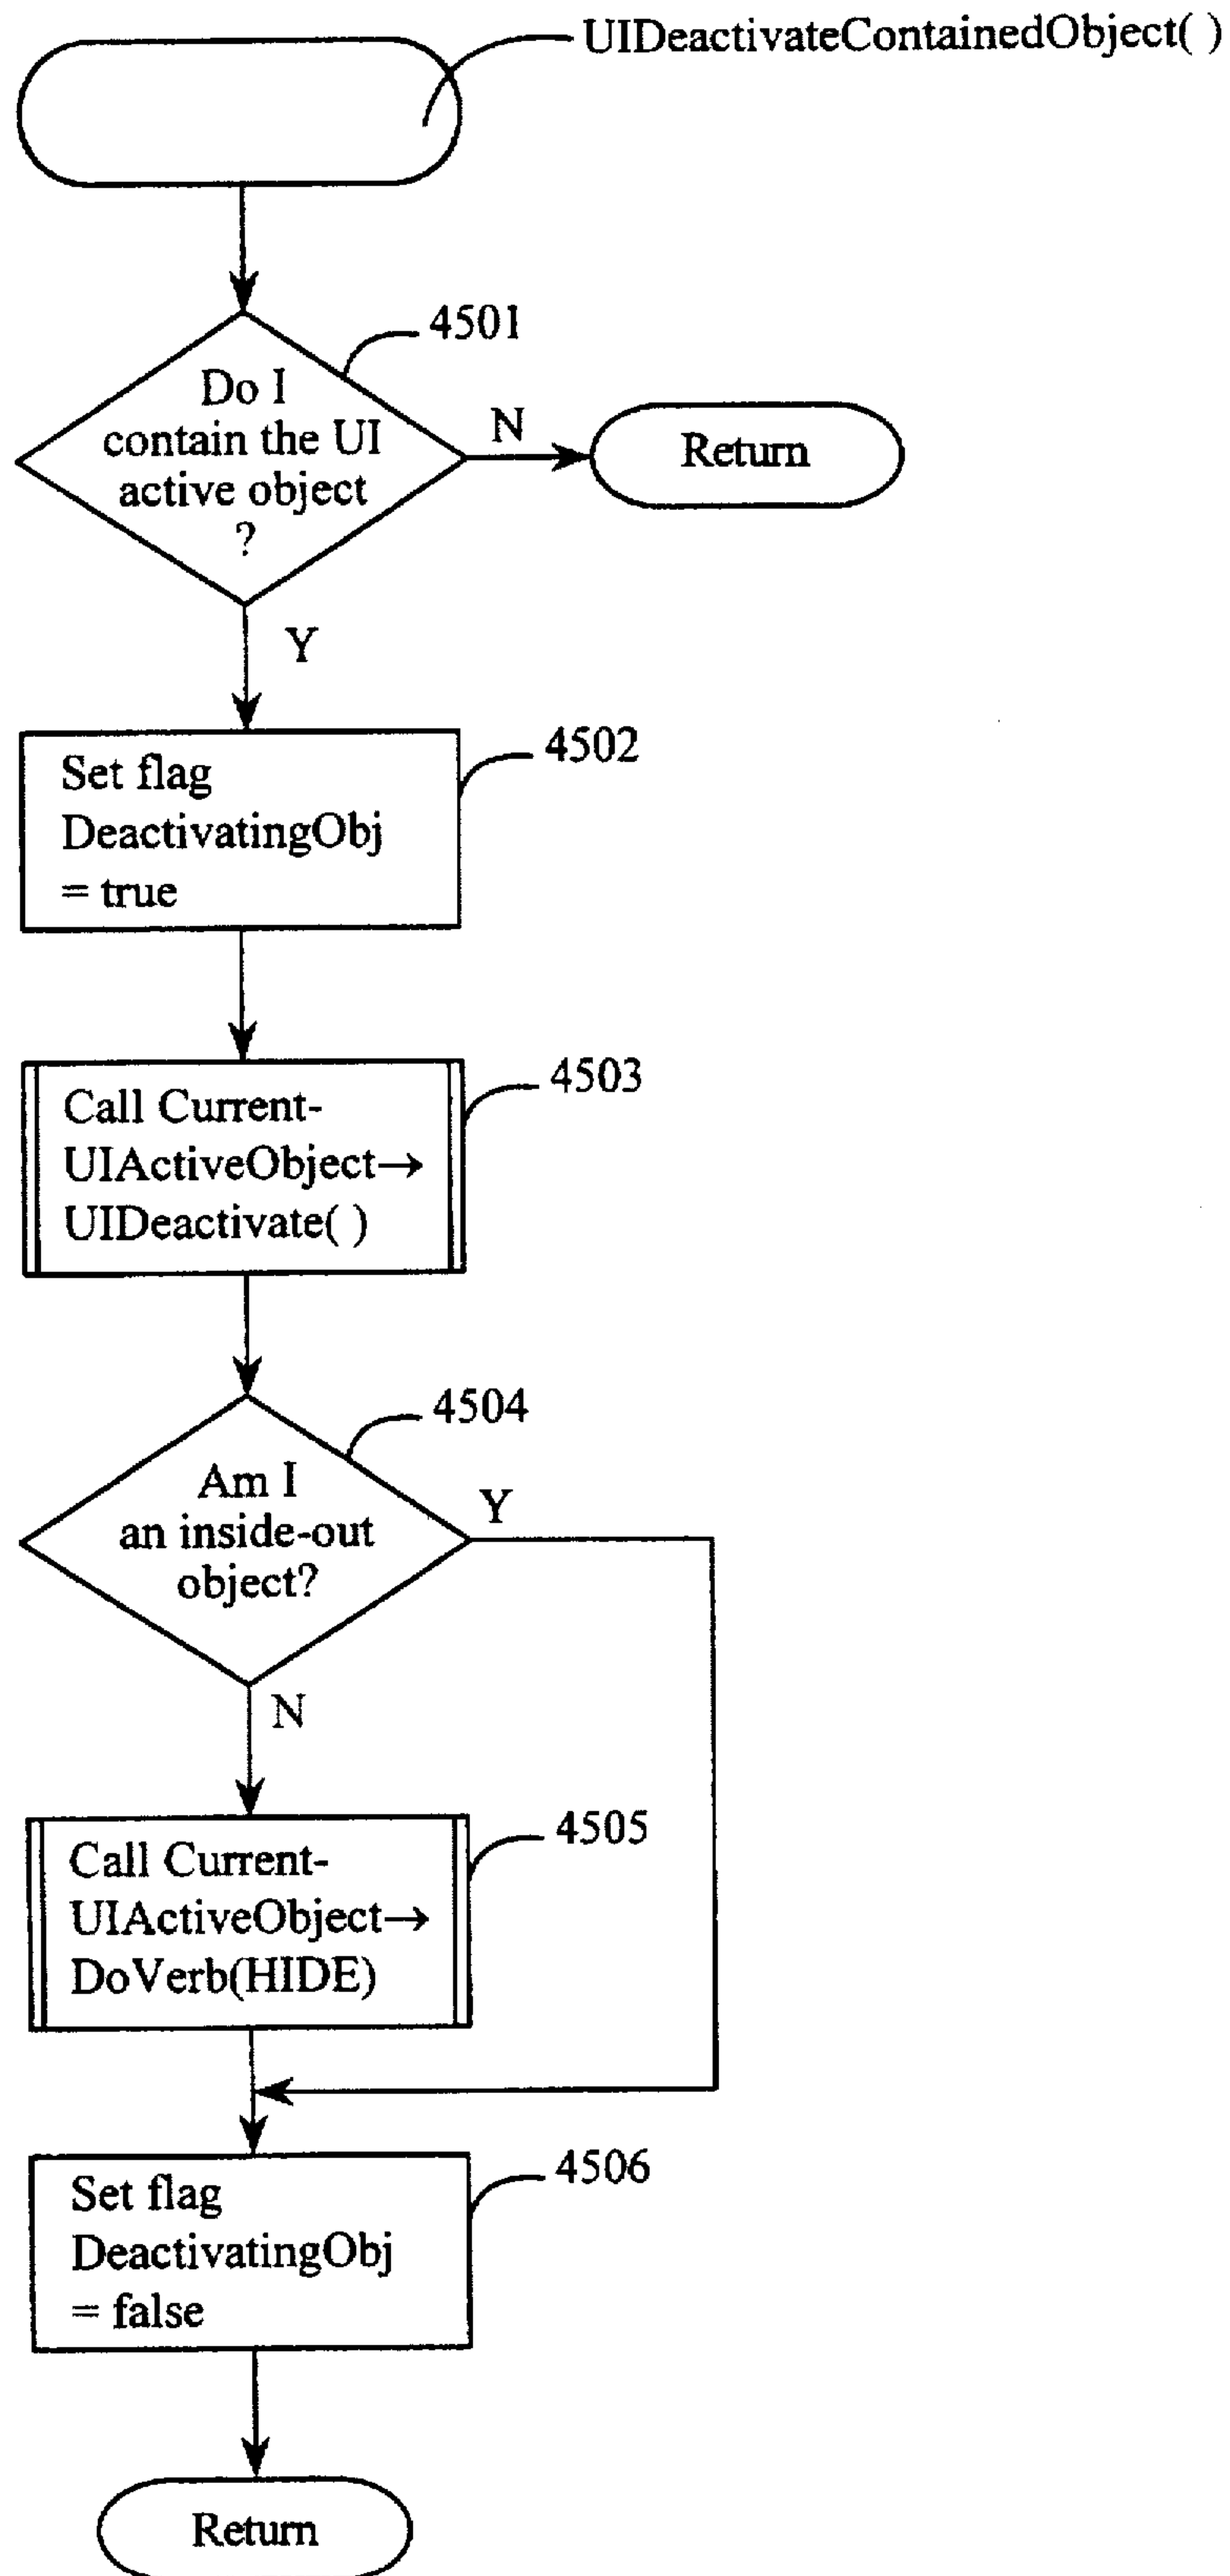 UIDeactivateContainedObject( )
4501
Do I
contain the UI
active object
?
N
Return
Y
4502
Set flag
DeactivatingObj
= true
4503
Call Current-
UIActiveObject→
UIDeactivate( )
4504
Am I
an inside-out
object?
Y
N
4505
Call Current-
UIActiveObject→
DoVerb(HIDE)
4506
Set flag
DeactivatingObj
= false
Return